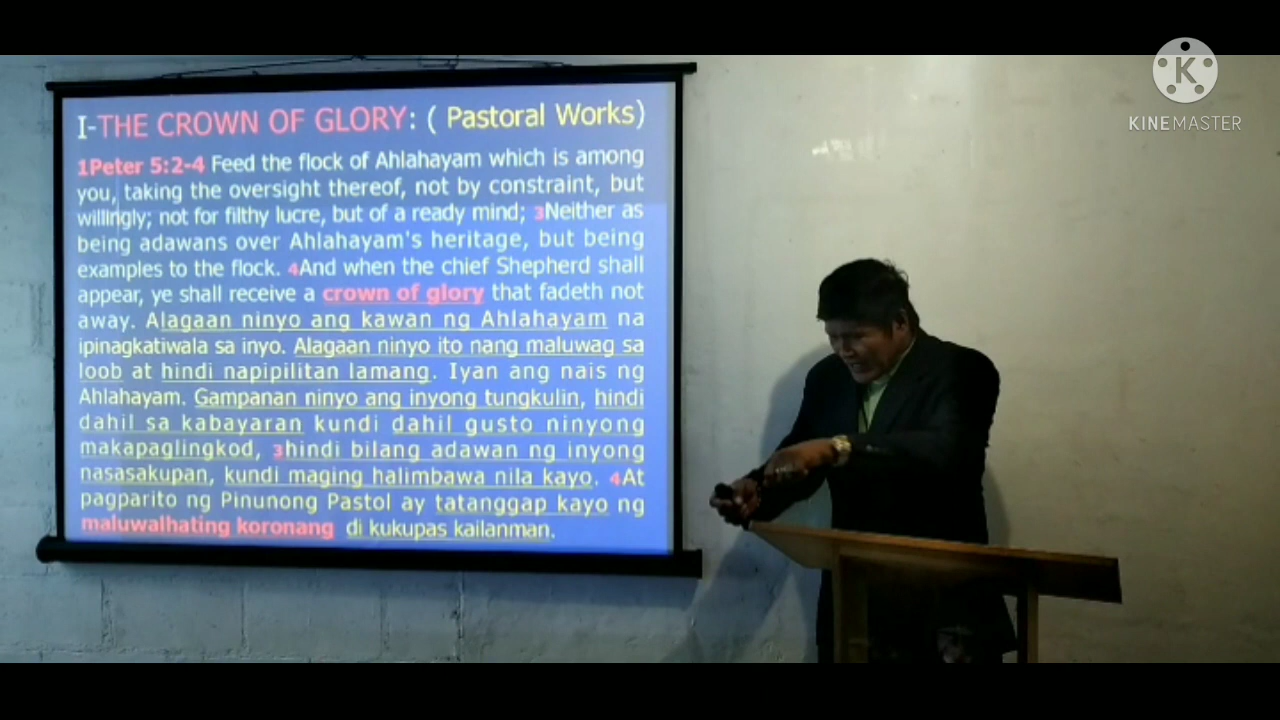 I-THE CROWN OF GLORY: ( Pastoral Works)
1Peter 5:2-4 Feed the flock of Ahlahayam which is among
you, taking the oversight thereof, not by constraint, but
willingly; not for filthy lucre, but of a ready mind; 3Neither as
being adawans over Ahlahayam's heritage, but being
examples to the flock. 4And when the chief Shepherd shall
appear, ye shall receive a crown of glory that fadeth not
away. Alagaan ninyo ang kawan ng Ahlahayam na
ipinagkatiwala sa inyo. Alagaan ninyo ito nang maluwag sa
loob at hindi napipilitan lamang. Iyan ang nais ng
Ahlahayam. Gampanan ninyo ang inyong tungkulin, hindi
dahil sa kabayaran kundi dahil gusto ninyong
makapaglingkod, 3hindi bilang adawan ng inyong
nasasakupan, kundi maging halimbawa nila kayo. 4At
pagparito ng Pinunong Pastol ay tatanggap kayo ng
maluwalhating koronang di kukupas kailanman.
K
KINEMASTER